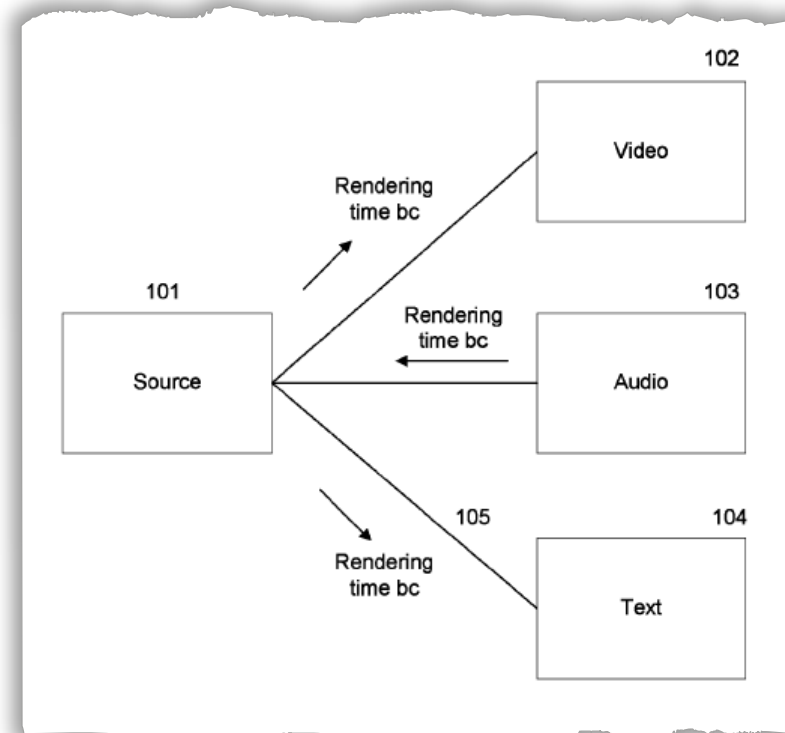 102
Video
Rendering
time bc
101
103
Rendering
time bc
Source
Audio
105
104
Rendering
time bc
Text